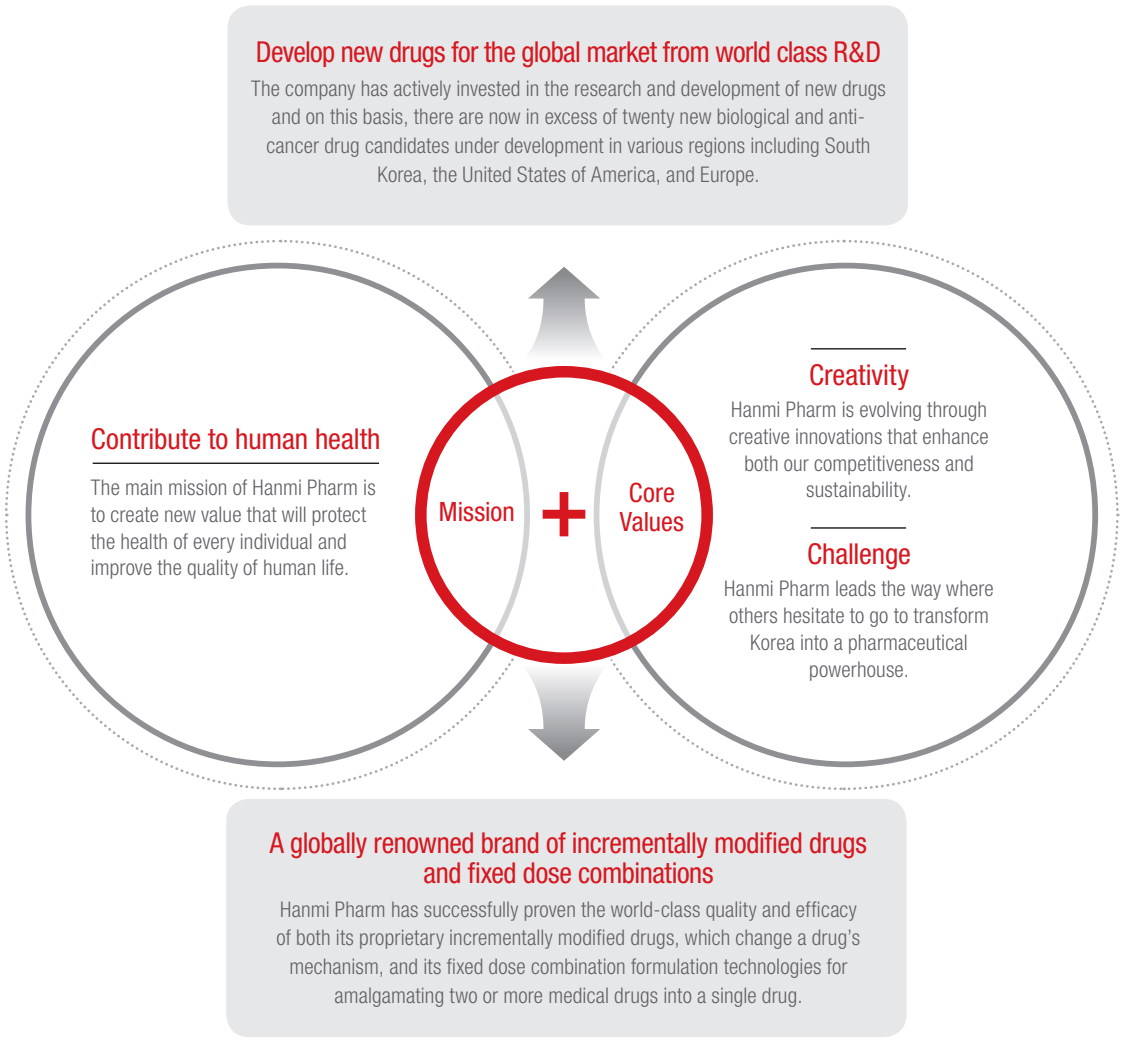 Develop new drugs for the global market from world class R&D
The company has actively invested in the research and development of new drugs
and on this basis, there are now in excess of twenty new biological and anti-
cancer drug candidates under development in various regions including South
Korea, the United States of America, and Europe.
Contribute to human health
The main mission of Hanmi Pharm is
to create new value that will protect
the health of every individual and
improve the quality of human life.
Mission
+
Core
Values
Creativity
Hanmi Pharm is evolving through
creative innovations that enhance
both our competitiveness and
sustainability.
Challenge
Hanmi Pharm leads the way where
others hesitate to go to transform
Korea into a pharmaceutical
powerhouse.
A globally renowned brand of incrementally modified drugs
and fixed dose combinations
Hanmi Pharm has successfully proven the world-class quality and efficacy
of both its proprietary incrementally modified drugs, which change a drug's
mechanism, and its fixed dose combination formulation technologies for
amalgamating two or more medical drugs into a single drug.